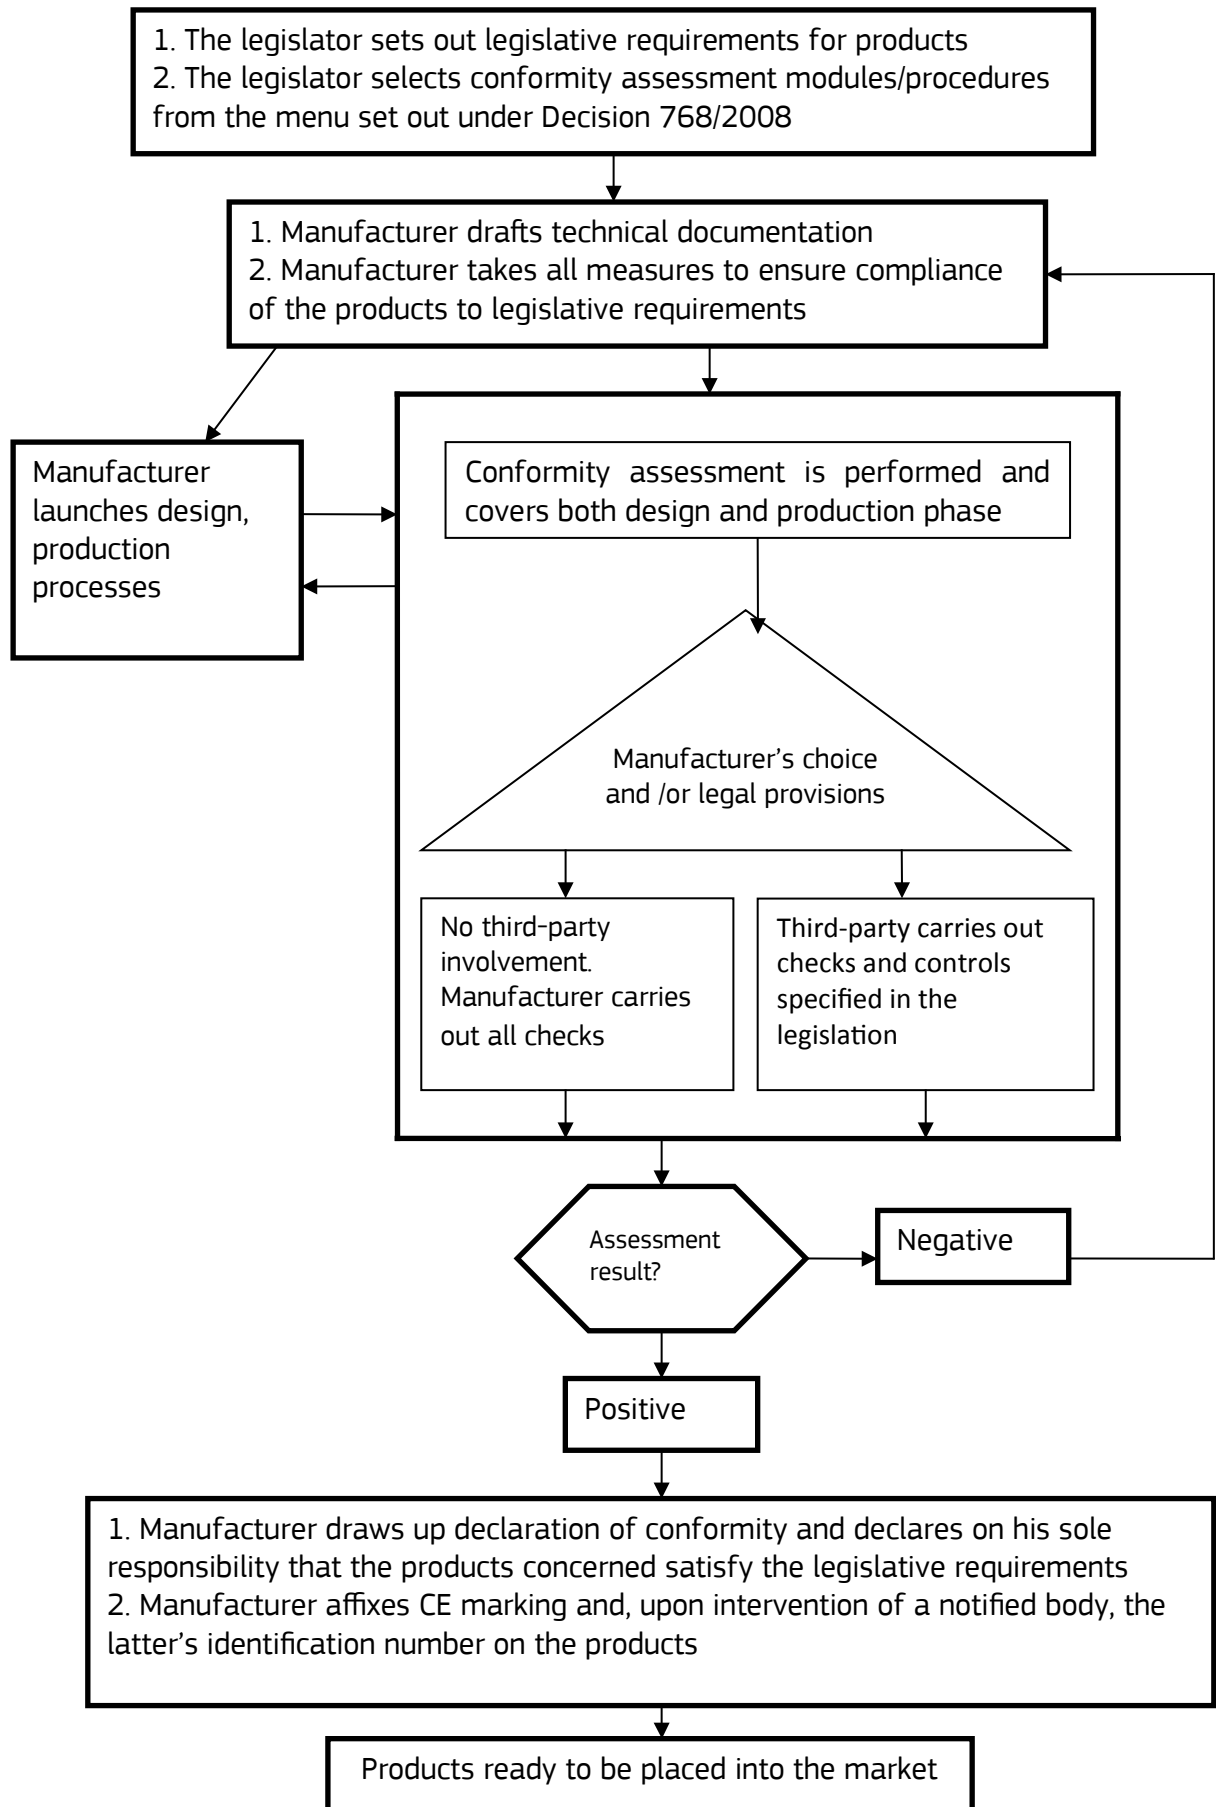 1. The legislator sets out legislative requirements for products
2. The legislator selects conformity assessment modules/procedures
from the menu set out under Decision 768/2008
1. Manufacturer drafts technical documentation
2. Manufacturer takes all measures to ensure compliance
of the products to legislative requirements
Manufacturer
launches design,
production
processes
Conformity assessment is performed and
covers both design and production phase
Manufacturer’s choice
and /or legal provisions
No third-party
involvement.
Manufacturer carries
out all checks
Third-party carries out
checks and controls
specified in the
legislation
Assessment
result?
Negative
Positive
1. Manufacturer draws up declaration of conformity and declares on his sole
responsibility that the products concerned satisfy the legislative requirements
2. Manufacturer affixes CE marking and, upon intervention of a notified body, the
latter’s identification number on the products
Products ready to be placed into the market